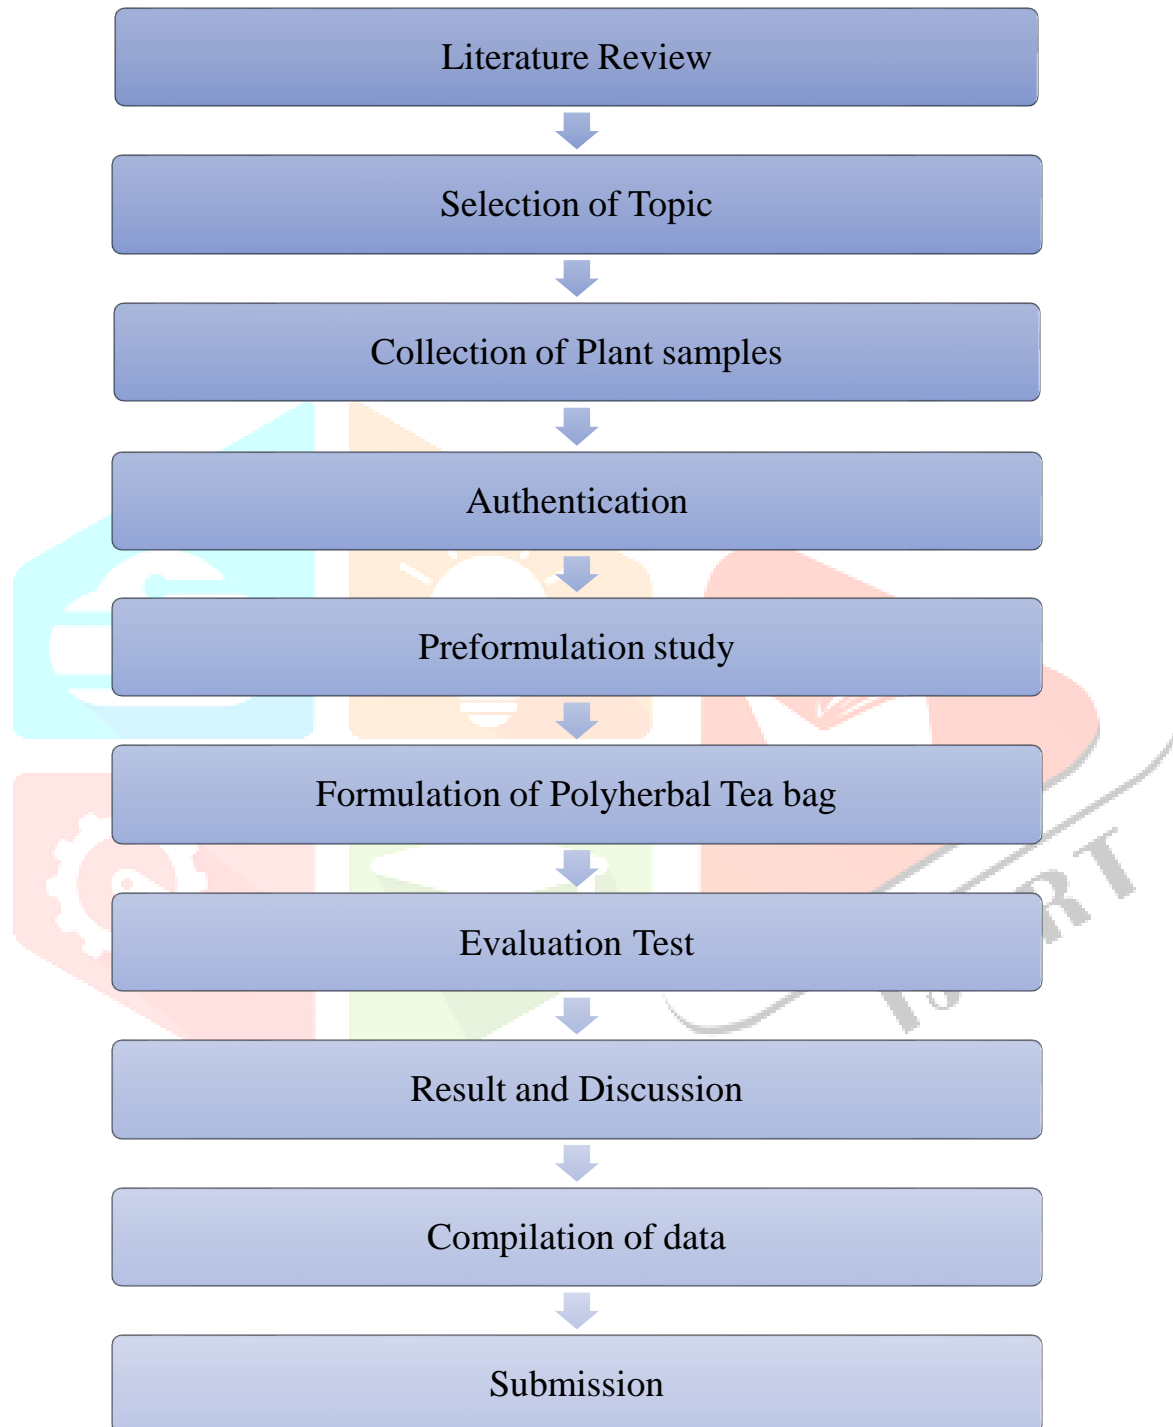 Literature Review
Selection of Topic
Collection of Plant samples
Authentication
Preformulation study
Formulation of Polyherbal Tea bag
Evaluation Test
Result and Discussion
Compilation of data
Submission